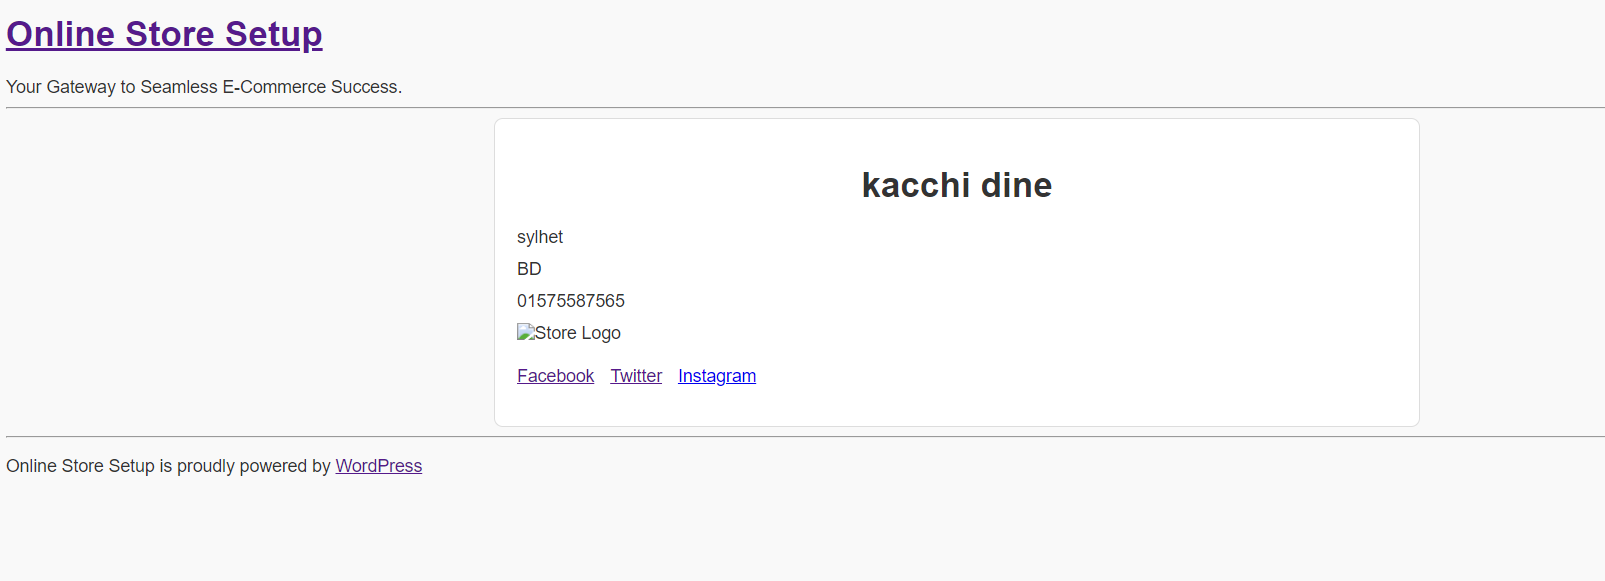 Online Store Setup
Your Gateway to Seamless E-Commerce Success.
kacchi dine
sylhet
BD
01575587565
Store Logo
Facebook Twitter Instagram
Online Store Setup is proudly powered by WordPress